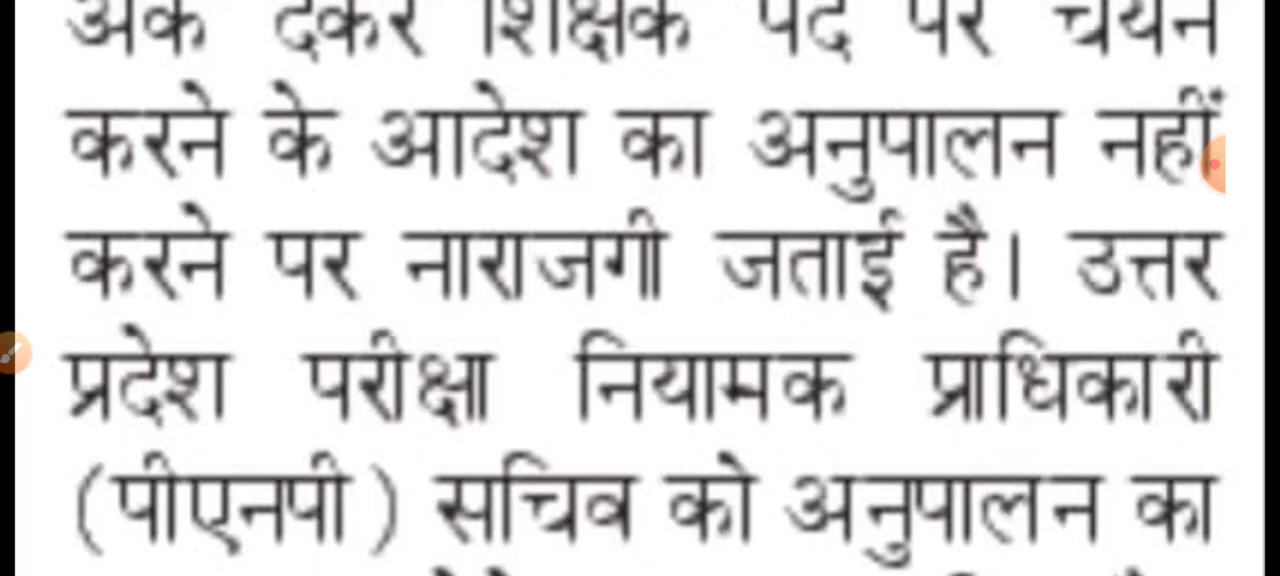 अंक देकर शिक्षक पद पर चयन
करने के आदेश का अनुपालन नहीं
करने पर नाराजगी जताई है। उत्तर
प्रदेश परीक्षा नियामक प्राधिकारी
(पीएनपी) सचिव को अनुपालन का